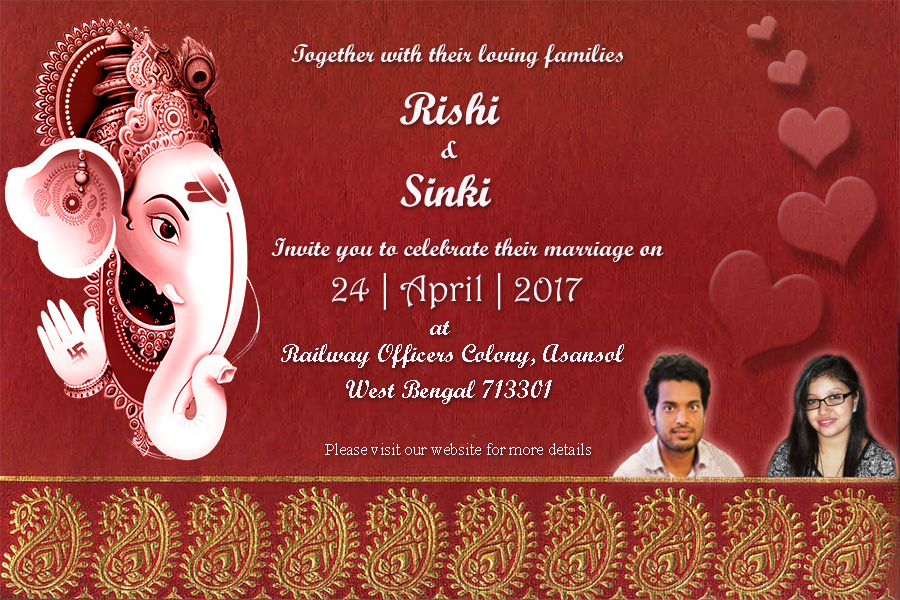 Together with their loving families
Rishi
&
Sinki
Invite you to celebrate their marriage on
24 | April | 2017
at
Railway Officers Colony, Asansol
West Bengal 713301
Please visit our website for more details